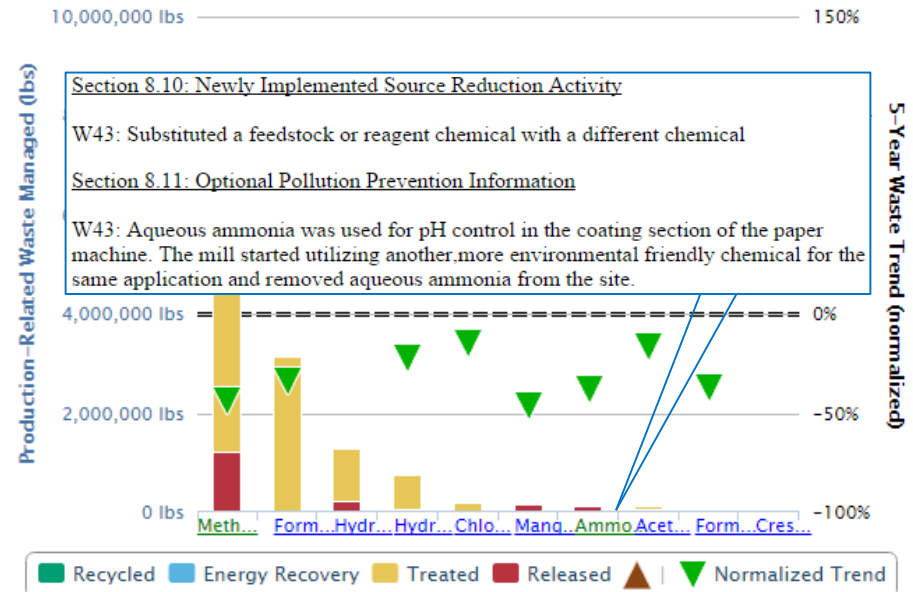 10,000,000 lbs
150%
Production-Related Waste Managed (lbs)
5-Year Waste Trend (normalized)
Section 8.10: Newly Implemented Source Reduction Activity
W43: Substituted a feedstock or reagent chemical with a different chemical
Section 8.11: Optional Pollution Prevention Information
W43: Aqueous ammonia was used for pH control in the coating section of the paper
machine. The mill started utilizing another,more environmental friendly chemical for the
same application and removed aqueous ammonia from the site.
4,000,000 lbs
0%
2,000,000 lbs
-50%
0 lbs
-100%
Meth... Form... Hydr... Hydr... Chlo... Mang... Ammo Acet... Form... Cres...
Recycled Energy Recovery Treated Released | Normalized Trend